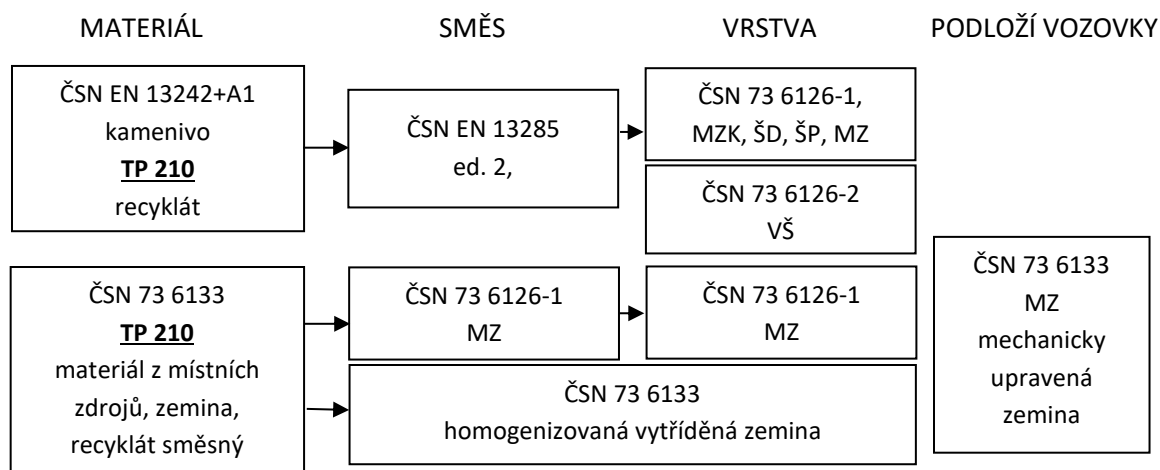 MATERIÁL SMĚS VRSTVA PODLOŽÍ VOZOVKY
ČSN EN 13242+A1
kamenivo
TP 210
recyklát
ČSN EN 13285
ed. 2,
ČSN 73 6126-1,
MZK, ŠD, ŠP, MZ
ČSN 73 6126-2
VŠ
ČSN 73 6133
TP 210
materiál z místních
zdrojů, zemina,
recyklát směsný
ČSN 73 6126-1
MZ
ČSN 73 6126-1
MZ
ČSN 73 6133
homogenizovaná vytříděná zemina
ČSN 73 6133
MZ
mechanicky
upravená
zemina